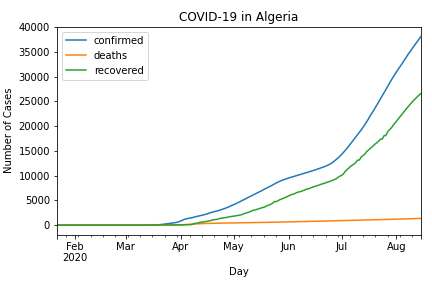 COVID-19 in Algeria
confirmed
deaths
recovered
Number of Cases
40000
35000
30000
25000
20000
15000
10000
5000
0
Feb Mar Apr May Jun Jul Aug
2020
Day